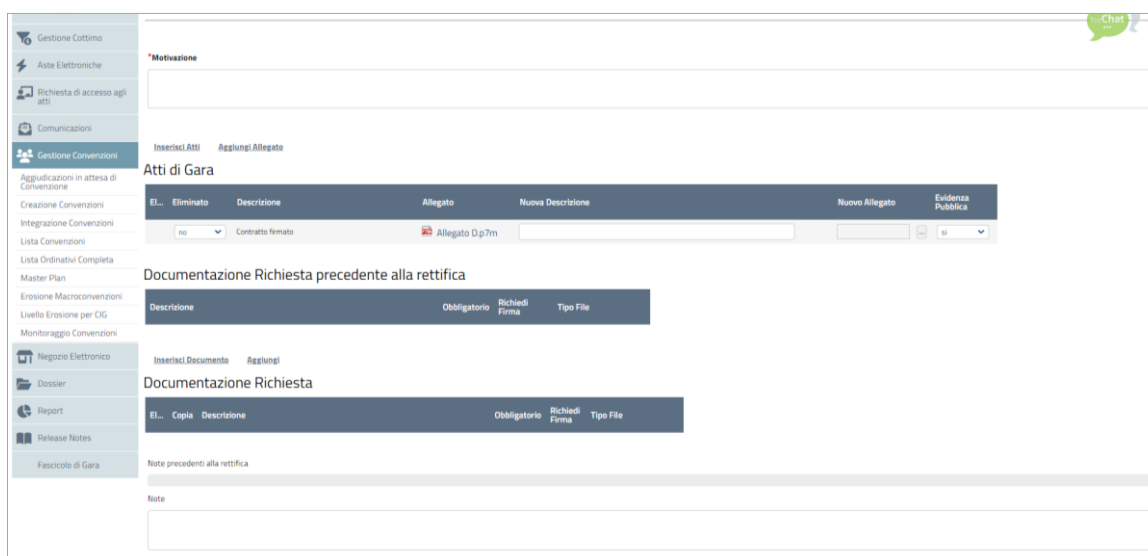 Chat
Gestione Cottimo
Aste Elettroniche
Richiesta di accesso agli
atti
Comunicazioni
Gestione Convenzioni
Aggiudicazioni in attesa di
Convenzione
Creazione Convenzioni
Integrazione Convenzioni
Lista Convenzioni
Lista Ordinativi Completa
Master Plan
Erosione Macroconvenzioni
Livello Erosione per CIG
Monitoraggio Convenzioni
Negozio Elettronico
Dossier
Report
Release Notes
Fascicolo di Gara
*Motivazione
Inserisci Atti Aggiungi Allegato
Atti di Gara
El... Eliminato Descrizione Allegato Nuova Descrizione Nuovo Allegato Evidenza
Pubblica
no Contratto firmato Allegato D.p7m ... si
Documentazione Richiesta precedente alla rettifica
Descrizione Obbligatorio Richiedi
Firma Tipo File
Inserisci Documento Aggiungi
Documentazione Richiesta
El... Copia Descrizione Obbligatorio Richiedi
Firma Tipo File
Note precedenti alla rettifica
Note